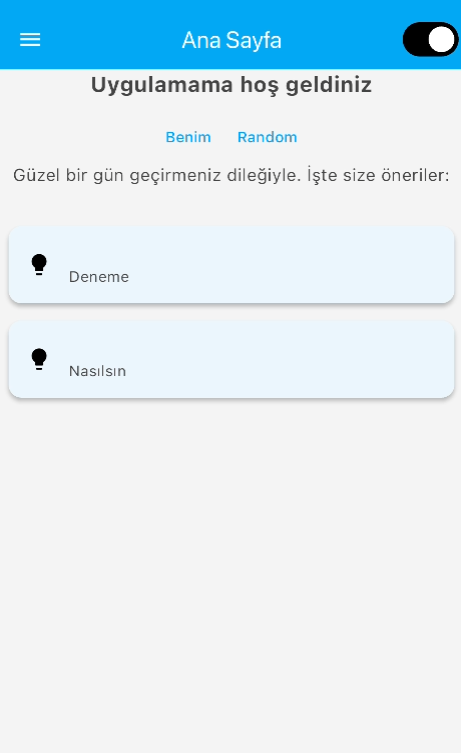 Ana Sayfa
Uygulamama hoş geldiniz
Benim Random
Güzel bir gün geçirmeniz dileğiyle. İşte size öneriler:
Deneme
Nasılsın